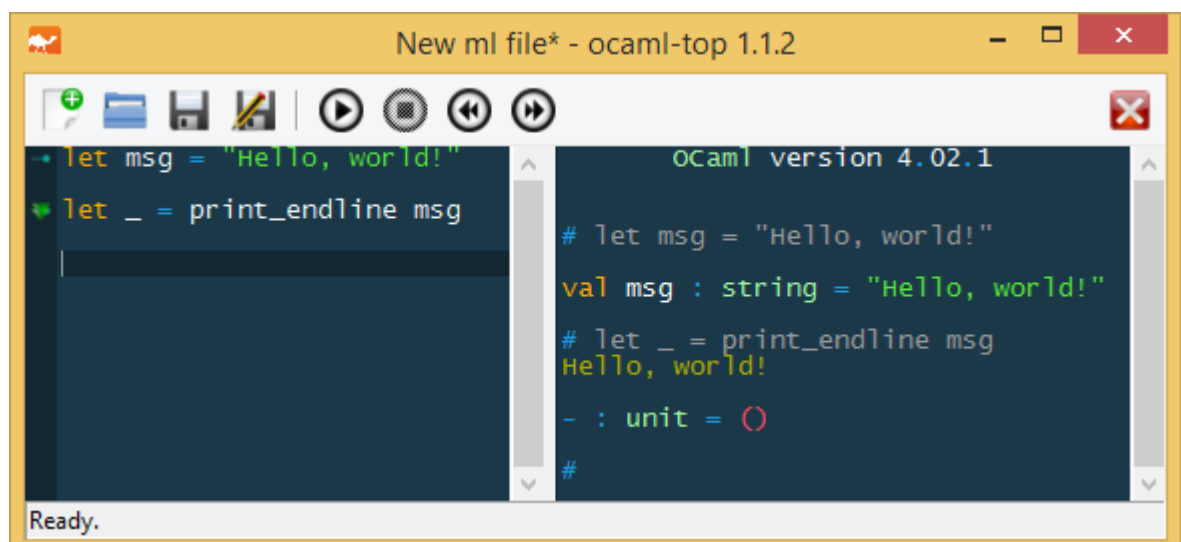 New ml file* - ocaml-top 1.1.2
let msg = "Hello, world!"
let _ = print_endline msg
OCaml version 4.02.1
# let msg = "Hello, world!"
val msg : string = "Hello, world!"
# let _ = print_endline msg
Hello, world!
- : unit = ()
#
Ready.